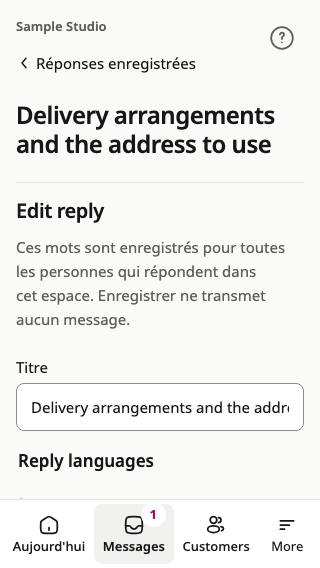 Sample Studio
Réponses enregistrées
Delivery arrangements
and the address to use
Edit reply
Ces mots sont enregistrés pour toutes
les personnes qui répondent dans
cet espace. Enregistrer ne transmet
aucun message.
Titre
Delivery arrangements and the addr
Reply languages
1
Aujourd'hui
Messages
Customers
More